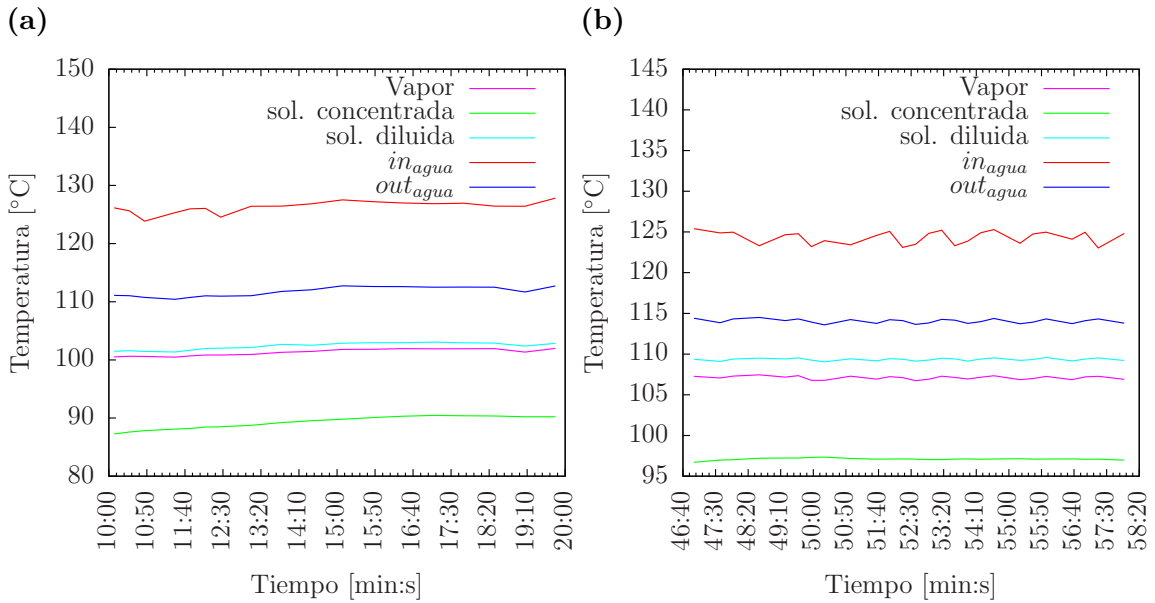 (a)
Temperatura [°C]
150
140
130
120
110
100
90
80
Vapor
sol. concentrada
sol. diluida
in_agua
out_agua
10:00
10:50
11:40
12:30
13:20
14:10
15:00
15:50
16:40
17:30
18:20
19:10
20:00
Tiempo [min:s]
(b)
Temperatura [°C]
145
140
135
130
125
120
115
110
105
100
95
Vapor
sol. concentrada
sol. diluida
in_agua
out_agua
46:40
47:30
48:20
49:10
50:00
50:50
51:40
52:30
53:20
54:10
55:00
55:50
56:40
57:30
58:20
Tiempo [min:s]